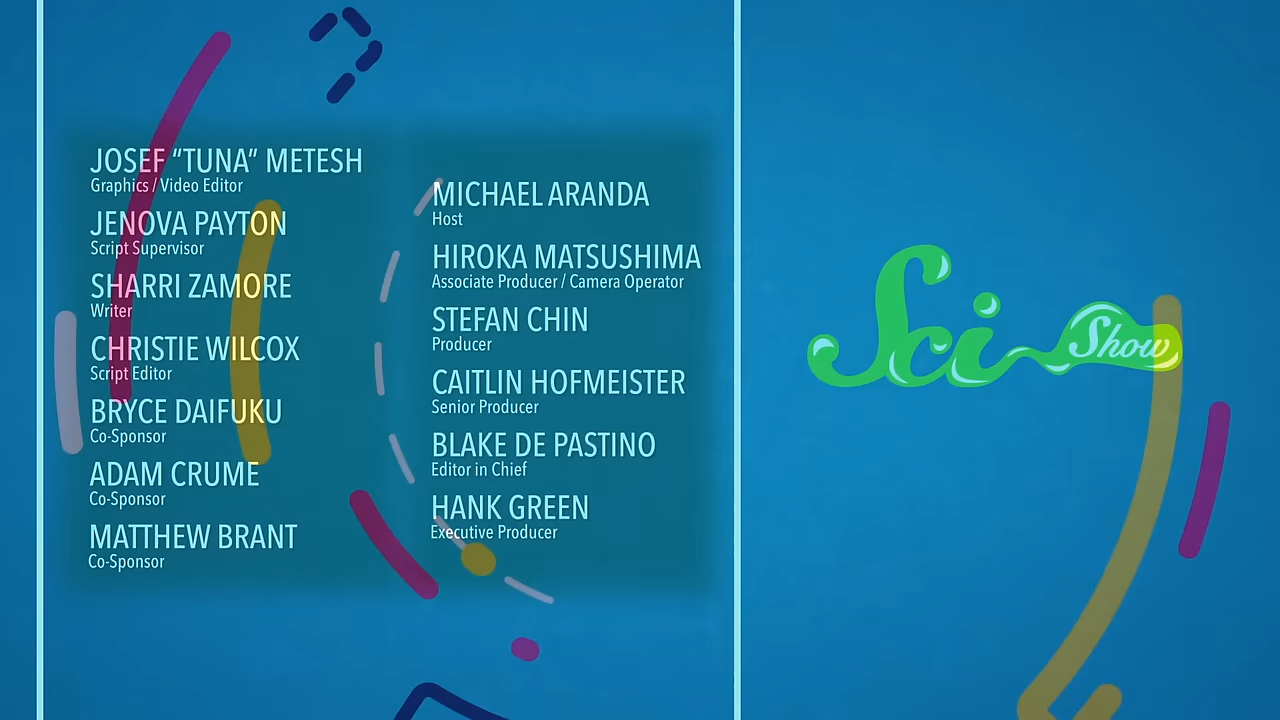 JOSEF “TUNA” METESH
Graphics / Video Editor
JENOVA PAYTON
Script Supervisor
SHARRI ZAMORE
Writer
CHRISTIE WILCOX
Script Editor
BRYCE DAIFUKU
Co-Sponsor
ADAM CRUME
Co-Sponsor
MATTHEW BRANT
Co-Sponsor
MICHAEL ARANDA
Host
HIROKA MATSUSHIMA
Associate Producer / Camera Operator
STEFAN CHIN
Producer
CAITLIN HOFMEISTER
Senior Producer
BLAKE DE PASTINO
Editor in Chief
HANK GREEN
Executive Producer
Sci Show